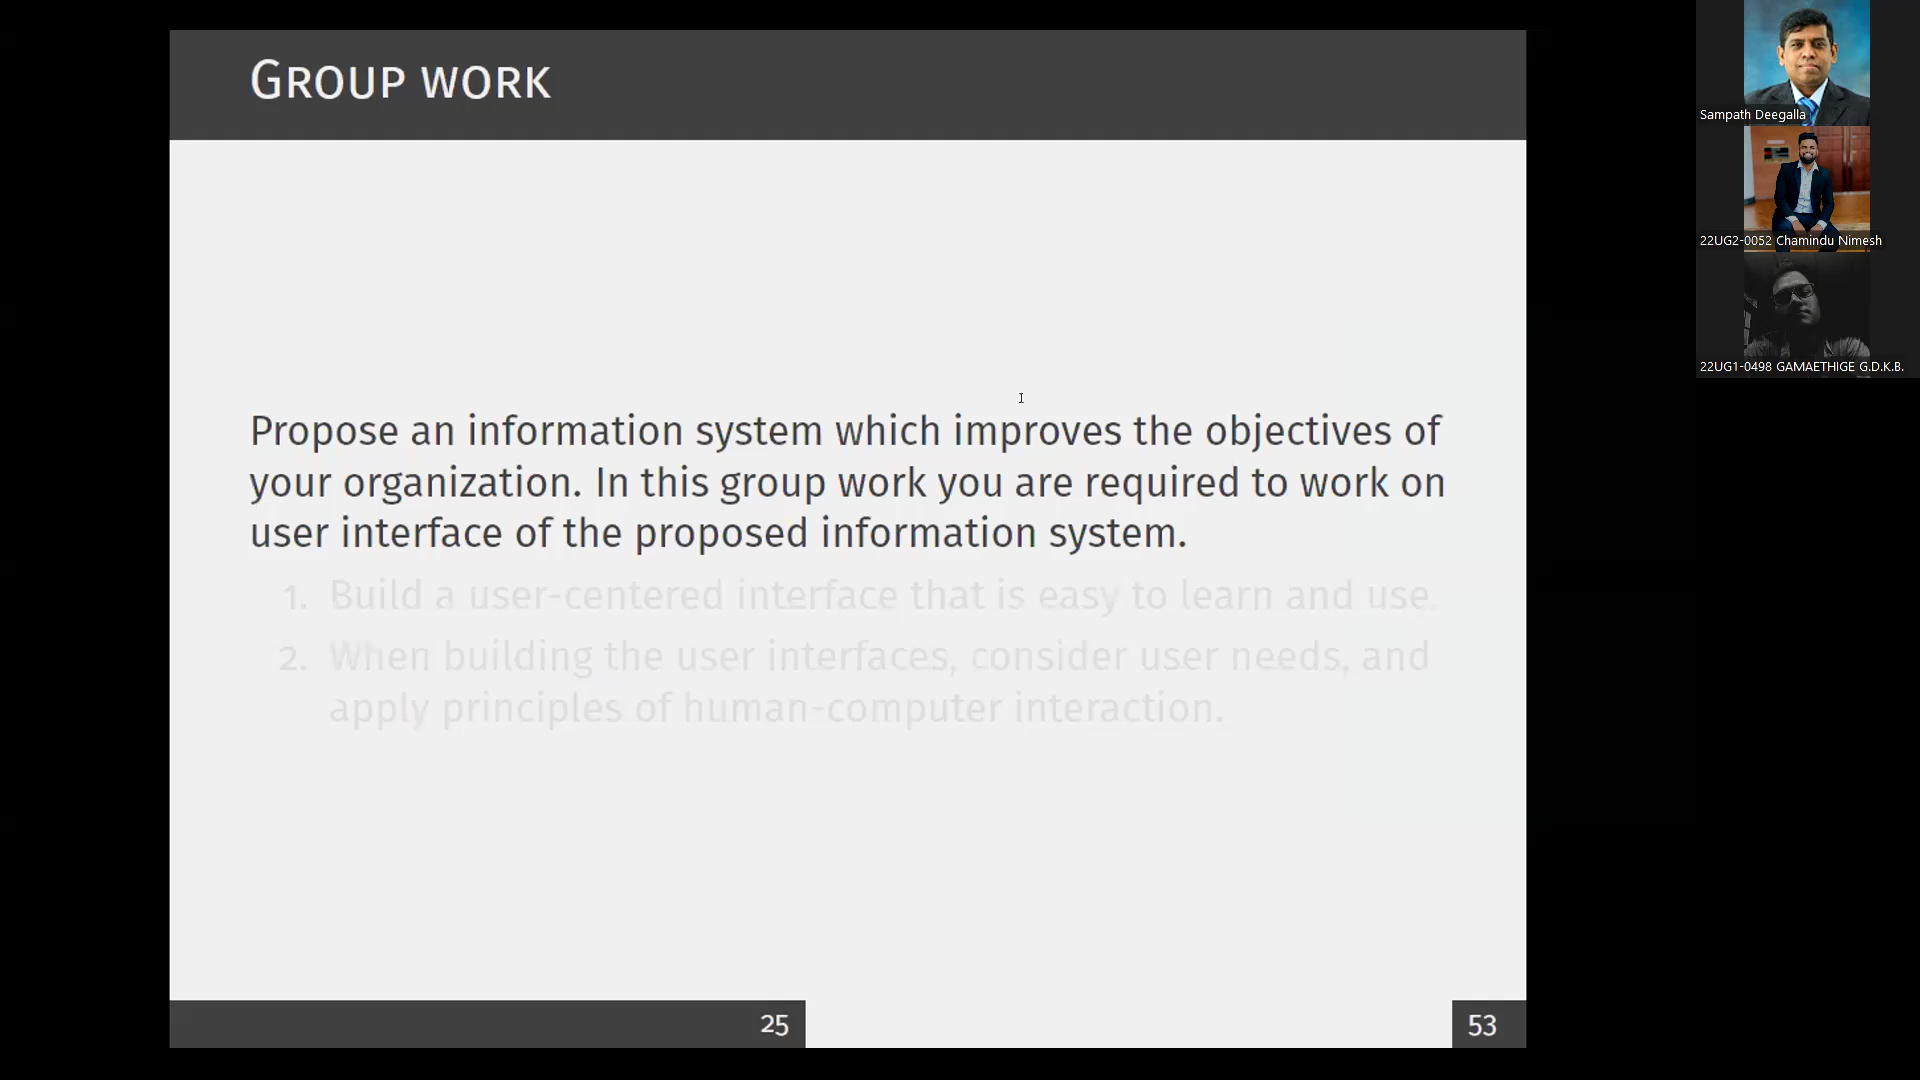 GROUP WORK
Propose an information system which improves the objectives of
your organization. In this group work you are required to work on
user interface of the proposed information system.
1. Build a user-centered interface that is easy to learn and use.
2. When building the user interfaces, consider user needs, and
apply principles of human-computer interaction.
25
53
Sampath Deegalla
22UG2-0052 Chamindu Nimesh
22UG1-0498 GAMAETHIGE G.D.K.B.